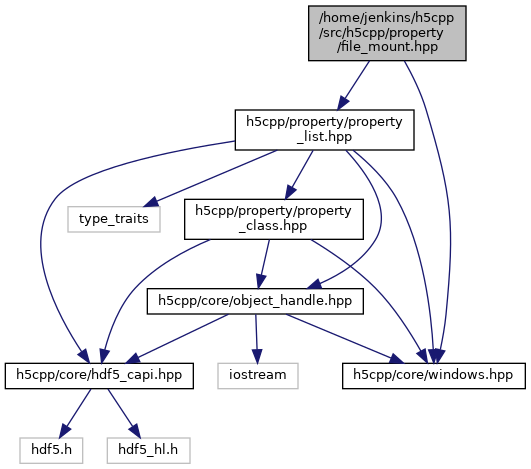 /home/jenkins/h5cpp
/src/h5cpp/property
/file_mount.hpp
h5cpp/property/property
_list.hpp
type_traits
h5cpp/property/property
_class.hpp
h5cpp/core/object_handle.hpp
h5cpp/core/hdf5_capi.hpp
iostream
h5cpp/core/windows.hpp
hdf5.h
hdf5_hl.h